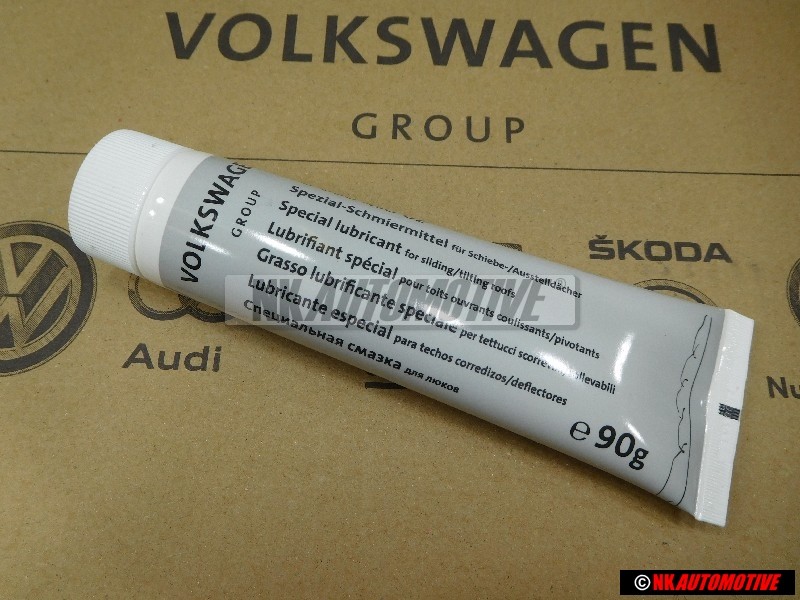 VOLKSWAGEN
GROUP
VOLKSWAGEN
GROUP
Spezial-Schmiermittel für Schiebe-/Ausstelldächer
Special lubricant for sliding/tilting roofs
Lubrifiant spécial pour toits ouvrants coulissants/pivotants
Grasso lubrificante speciale per tettucci scorrevoli/sollevabili
Lubricante especial para techos corredizos/deflectores
Специальная смазка для люков
e 90g
NK AUTOMOTIVE
Audi
ŠKODA
Nu
©NK AUTOMOTIVE